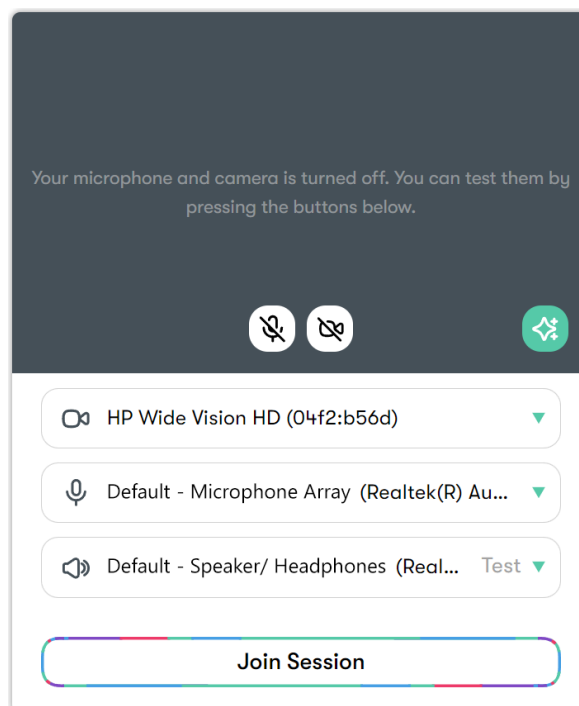 Your microphone and camera is turned off. You can test them by
pressing the buttons below.
HP Wide Vision HD (04f2:b56d)
Default - Microphone Array (Realtek(R) Au...
Default - Speaker/ Headphones (Real... Test
Join Session